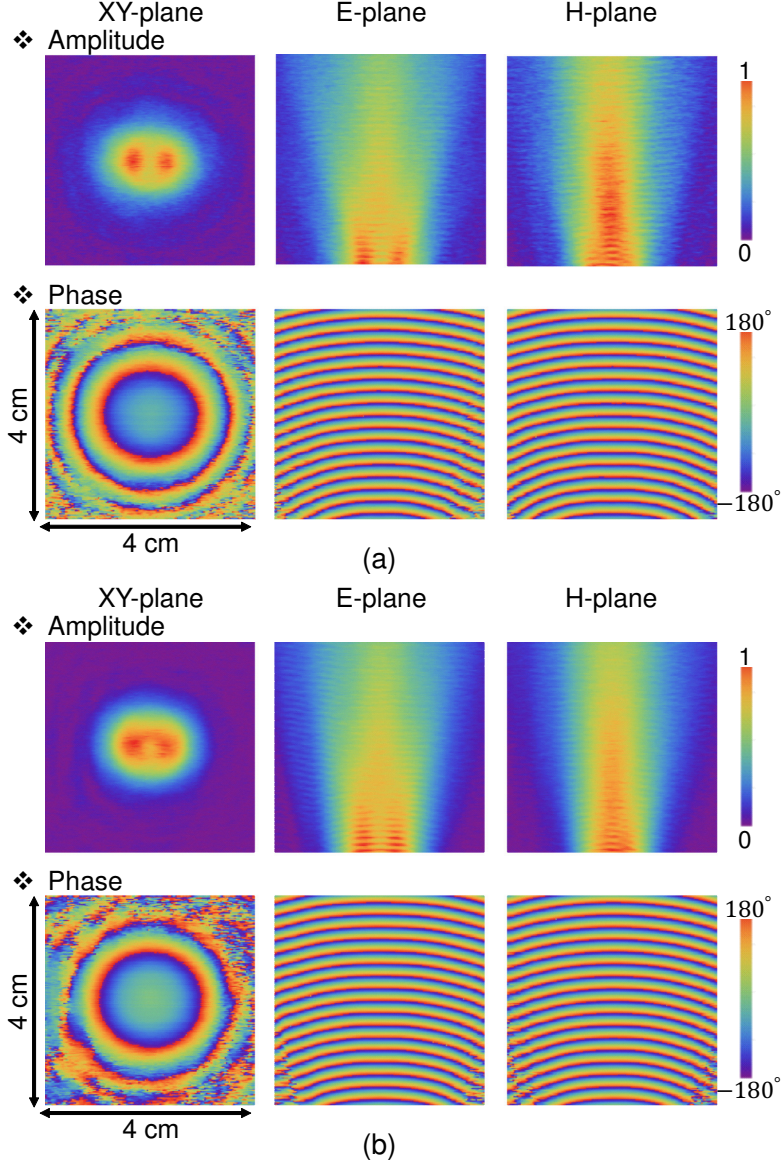 XY-plane E-plane H-plane
❖ Amplitude
1
0
❖ Phase
180°
4 cm
−180°
4 cm
(a)
XY-plane E-plane H-plane
❖ Amplitude
1
0
❖ Phase
180°
4 cm
−180°
4 cm
(b)